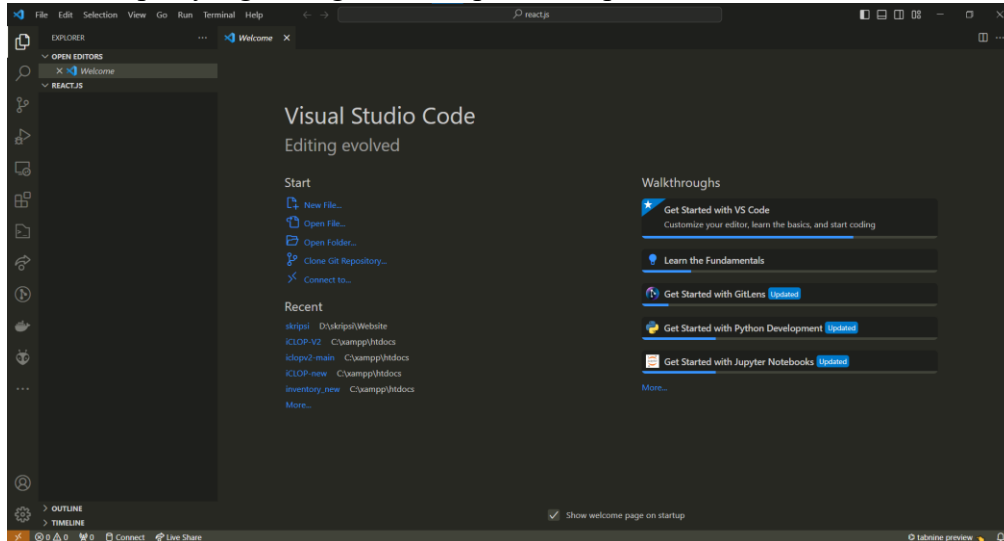 File Edit Selection View Go Run Terminal Help
react.js
EXPLORER
Welcome
OPEN EDITORS
Welcome
REACT.JS
Visual Studio Code
Editing evolved
Start
New File...
Open File...
Open Folder...
Clone Git Repository...
Connect to...
Recent
skripsi D:\skripsi\Website
iCLOP-V2 C:\xampp\htdocs
iclopv2-main C:\xampp\htdocs
iCLOP-new C:\xampp\htdocs
inventory_new C:\xampp\htdocs
More...
Walkthroughs
Get Started with VS Code
Customize your editor, learn the basics, and start coding
Learn the Fundamentals
Get Started with GitLens Updated
Get Started with Python Development Updated
Get Started with Jupyter Notebooks Updated
More...
OUTLINE
TIMELINE
Show welcome page on startup
0 0 0 Connect Live Share
tabnine preview